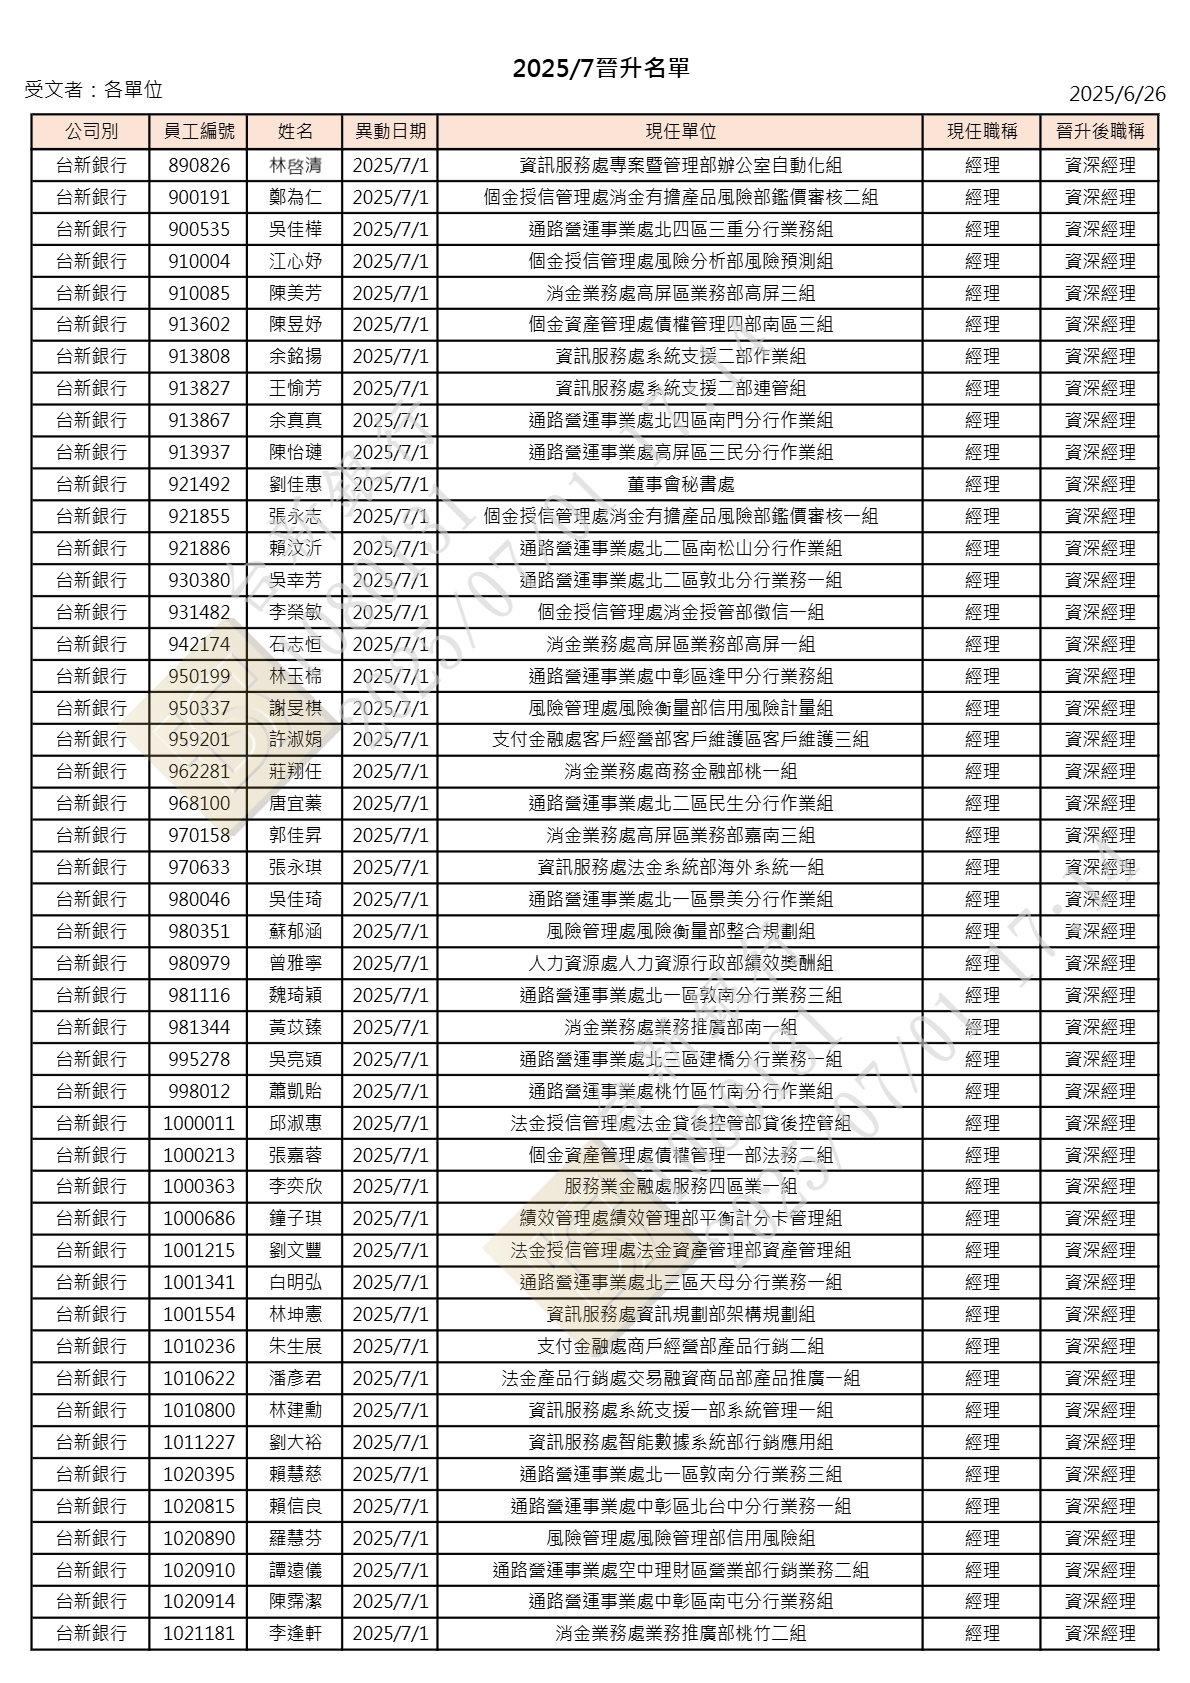 2025/7晉升名單
受文者：各單位
2025/6/26
公司別 員工編號 姓名 異動日期 現任單位 現任職稱 晉升後職稱
台新銀行 890826 林啓清 2025/7/1 資訊服務處專案暨管理部辦公室自動化組 經理 資深經理
台新銀行 900191 鄭為仁 2025/7/1 個金授信管理處消金有擔產品風險部鑑價審核二組 經理 資深經理
台新銀行 900535 吳佳樺 2025/7/1 通路營運事業處北四區三重分行業務組 經理 資深經理
台新銀行 910004 江心妤 2025/7/1 個金授信管理處風險分析部風險預測組 經理 資深經理
台新銀行 910085 陳美芳 2025/7/1 消金業務處高屏區業務部高屏三組 經理 資深經理
台新銀行 913602 陳昱妤 2025/7/1 個金資產管理處債權管理四部南區三組 經理 資深經理
台新銀行 913808 余銘揚 2025/7/1 資訊服務處系統支援二部作業組 經理 資深經理
台新銀行 913827 王愉芳 2025/7/1 資訊服務處系統支援二部連管組 經理 資深經理
台新銀行 913867 余真真 2025/7/1 通路營運事業處北四區南門分行作業組 經理 資深經理
台新銀行 913937 陳怡璉 2025/7/1 通路營運事業處高屏區三民分行作業組 經理 資深經理
台新銀行 921492 劉佳惠 2025/7/1 董事會秘書處 經理 資深經理
台新銀行 921855 張永志 2025/7/1 個金授信管理處消金有擔產品風險部鑑價審核一組 經理 資深經理
台新銀行 921886 賴汶沂 2025/7/1 通路營運事業處北二區南松山分行作業組 經理 資深經理
台新銀行 930380 吳幸芳 2025/7/1 通路營運事業處北二區敦北分行業務一組 經理 資深經理
台新銀行 931482 李榮敏 2025/7/1 個金授信管理處消金授管部徵信一組 經理 資深經理
台新銀行 942174 石志恒 2025/7/1 消金業務處高屏區業務部高屏一組 經理 資深經理
台新銀行 950199 林玉棉 2025/7/1 通路營運事業處中彰區逢甲分行業務組 經理 資深經理
台新銀行 950337 謝旻棋 2025/7/1 風險管理處風險衡量部信用風險計量組 經理 資深經理
台新銀行 959201 許淑娟 2025/7/1 支付金融處客戶經營部客戶維護區客戶維護三組 經理 資深經理
台新銀行 962281 莊翔任 2025/7/1 消金業務處商務金融部桃一組 經理 資深經理
台新銀行 968100 唐宜蓁 2025/7/1 通路營運事業處北二區民生分行作業組 經理 資深經理
台新銀行 970158 郭佳昇 2025/7/1 消金業務處高屏區業務部嘉南三組 經理 資深經理
台新銀行 970633 張永琪 2025/7/1 資訊服務處法金系統部海外系統一組 經理 資深經理
台新銀行 980046 吳佳琦 2025/7/1 通路營運事業處北一區景美分行作業組 經理 資深經理
台新銀行 980351 蘇郁涵 2025/7/1 風險管理處風險衡量部整合規劃組 經理 資深經理
台新銀行 980979 曾雅寧 2025/7/1 人力資源處人力資源行政部績效獎酬組 經理 資深經理
台新銀行 981116 魏琦穎 2025/7/1 通路營運事業處北一區敦南分行業務三組 經理 資深經理
台新銀行 981344 黃苡臻 2025/7/1 消金業務處業務推廣部南一組 經理 資深經理
台新銀行 995278 吳亮頍 2025/7/1 通路營運事業處北三區建橋分行業務一組 經理 資深經理
台新銀行 998012 蕭凱貽 2025/7/1 通路營運事業處桃竹區竹南分行作業組 經理 資深經理
台新銀行 1000011 邱淑惠 2025/7/1 法金授信管理處法金貸後控管部貸後控管組 經理 資深經理
台新銀行 1000213 張嘉蓉 2025/7/1 個金資產管理處債權管理一部法務二組 經理 資深經理
台新銀行 1000363 李奕欣 2025/7/1 服務業金融處服務四區業一組 經理 資深經理
台新銀行 1000686 鐘子琪 2025/7/1 績效管理處績效管理部平衡計分卡管理組 經理 資深經理
台新銀行 1001215 劉文豐 2025/7/1 法金授信管理處法金資產管理部資產管理組 經理 資深經理
台新銀行 1001341 白明弘 2025/7/1 通路營運事業處北三區天母分行業務一組 經理 資深經理
台新銀行 1001554 林坤憲 2025/7/1 資訊服務處資訊規劃部架構規劃組 經理 資深經理
台新銀行 1010236 朱生展 2025/7/1 支付金融處商戶經營部產品行銷二組 經理 資深經理
台新銀行 1010622 潘彥君 2025/7/1 法金產品行銷處交易融資商品部產品推廣一組 經理 資深經理
台新銀行 1010800 林建勳 2025/7/1 資訊服務處系統支援一部系統管理一組 經理 資深經理
台新銀行 1011227 劉大裕 2025/7/1 資訊服務處智能數據系統部行銷應用組 經理 資深經理
台新銀行 1020395 賴慧慈 2025/7/1 通路營運事業處北一區敦南分行業務三組 經理 資深經理
台新銀行 1020815 賴信良 2025/7/1 通路營運事業處中彰區北台中分行業務一組 經理 資深經理
台新銀行 1020890 羅慧芬 2025/7/1 風險管理處風險管理部信用風險組 經理 資深經理
台新銀行 1020910 譚遠儀 2025/7/1 通路營運事業處空中理財區營業部行銷業務二組 經理 資深經理
台新銀行 1020914 陳霈潔 2025/7/1 通路營運事業處中彰區南屯分行業務組 經理 資深經理
台新銀行 1021181 李逢軒 2025/7/1 消金業務處業務推廣部桃竹二組 經理 資深經理
台新銀行
1080131
2025/07/01 17:14
台新銀行
1080131
2025/07/01 17:14